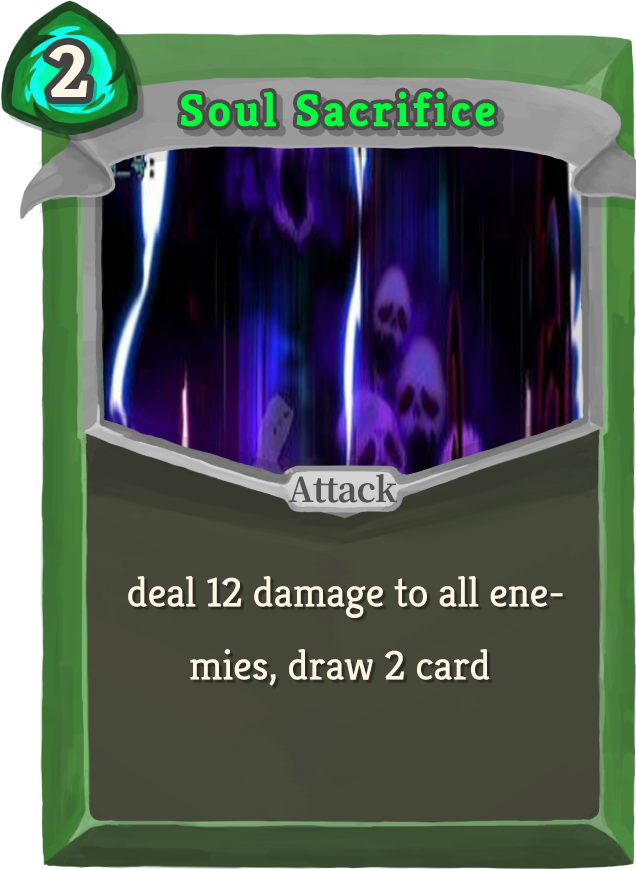 2
Soul Sacrifice
Attack
deal 12 damage to all ene-
mies, draw 2 card